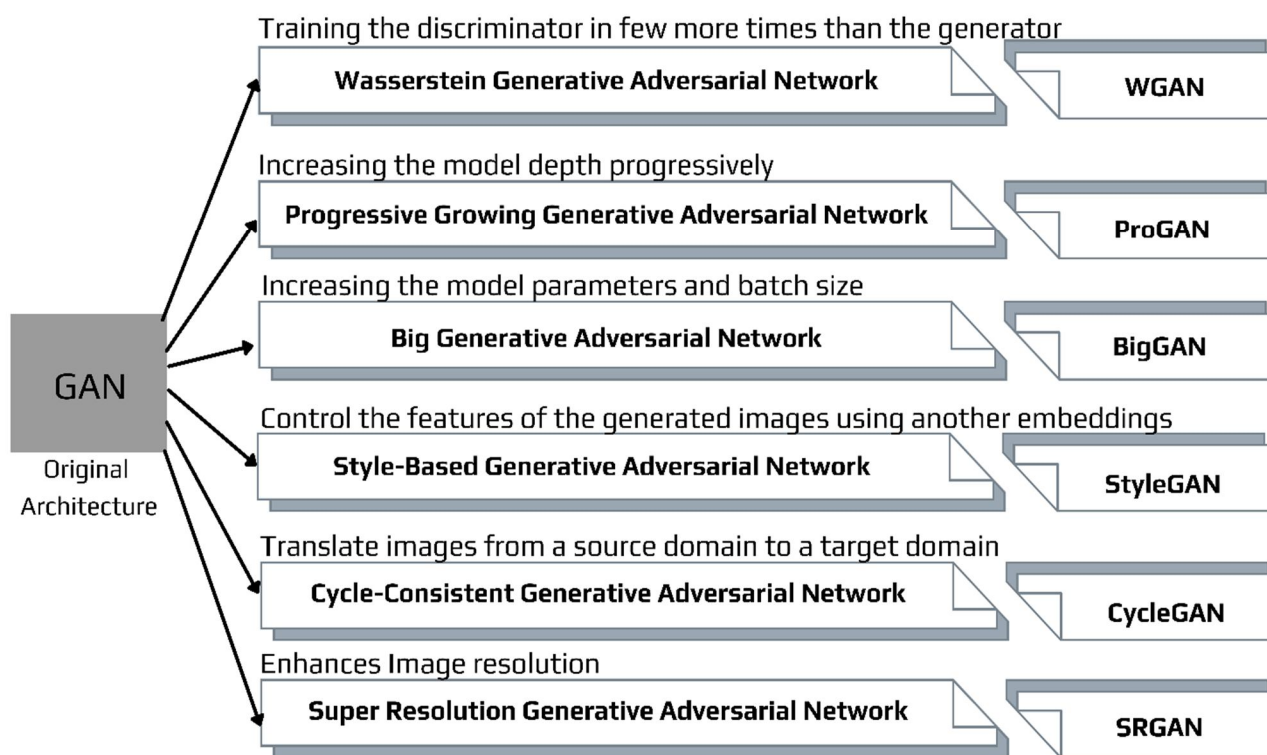 Training the discriminator in few more times than the generator
Wasserstein Generative Adversarial Network
WGAN
Increasing the model depth progressively
Progressive Growing Generative Adversarial Network
ProGAN
Increasing the model parameters and batch size
Big Generative Adversarial Network
BigGAN
GAN
Original
Architecture
Control the features of the generated images using another embeddings
Style-Based Generative Adversarial Network
StyleGAN
Translate images from a source domain to a target domain
Cycle-Consistent Generative Adversarial Network
CycleGAN
Enhances Image resolution
Super Resolution Generative Adversarial Network
SRGAN